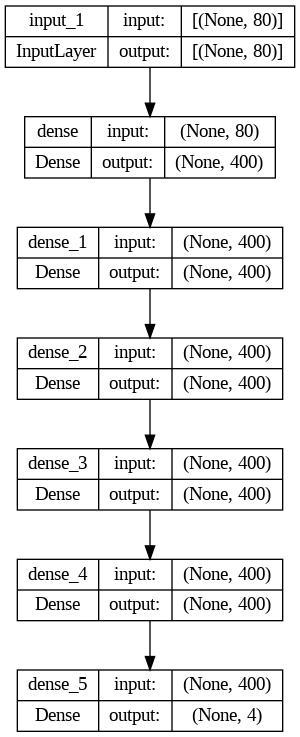 input_1 input: [(None, 80)]
InputLayer output: [(None, 80)]
dense input: (None, 80)
Dense output: (None, 400)
dense_1 input: (None, 400)
Dense output: (None, 400)
dense_2 input: (None, 400)
Dense output: (None, 400)
dense_3 input: (None, 400)
Dense output: (None, 400)
dense_4 input: (None, 400)
Dense output: (None, 400)
dense_5 input: (None, 400)
Dense output: (None, 4)